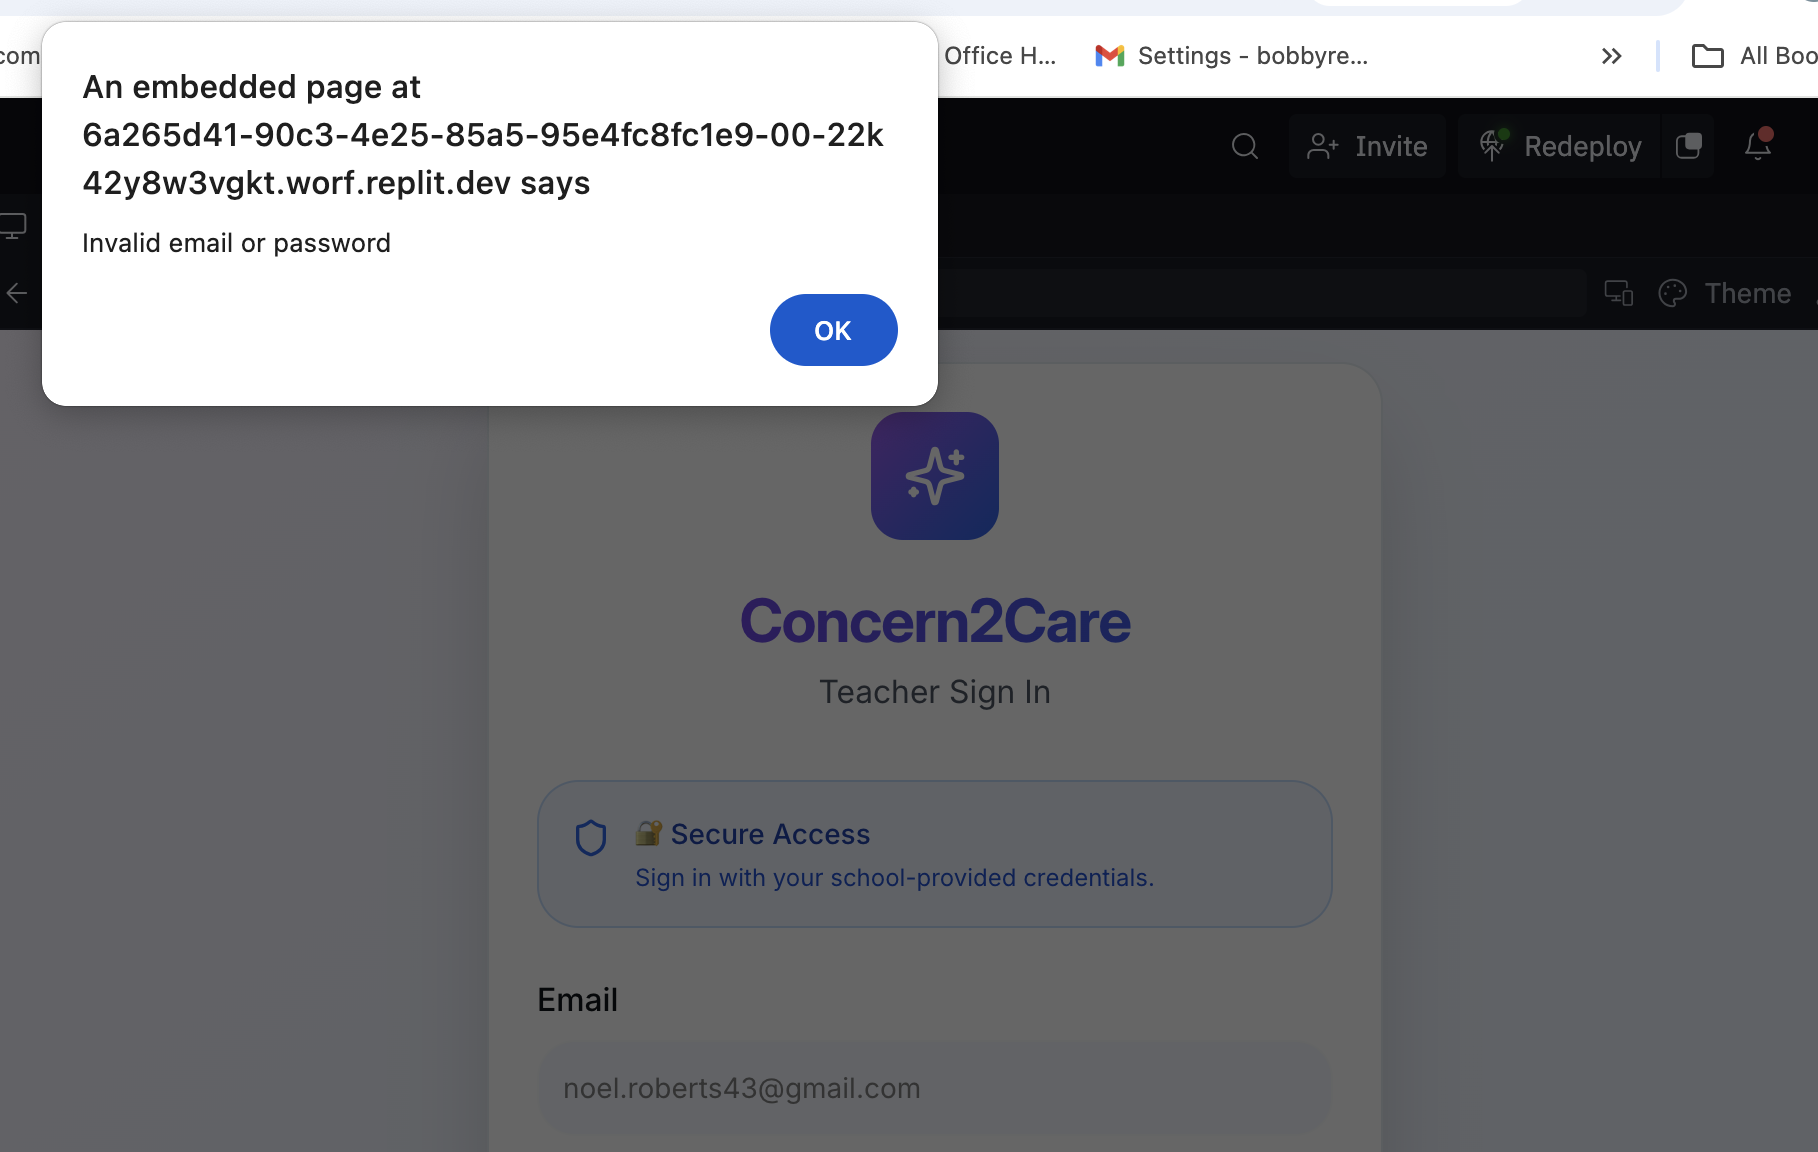 com
Office H...
Settings - bobbyre...
All Boo
An embedded page at
6a265d41-90c3-4e25-85a5-95e4fc8fc1e9-00-22k
42y8w3vgkt.worf.replit.dev says
Invalid email or password
OK
Invite
Redeploy
Theme
Concern2Care
Teacher Sign In
🔐 Secure Access
Sign in with your school-provided credentials.
Email
noel.roberts43@gmail.com